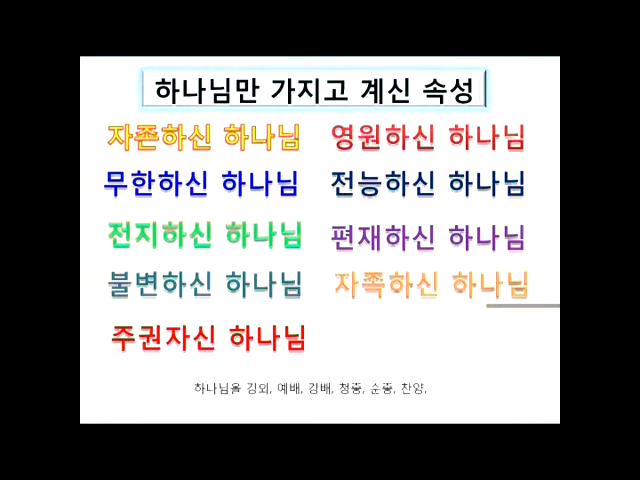 하나님만 가지고 계신 속성
자존하신 하나님 영원하신 하나님
무한하신 하나님 전능하신 하나님
전지하신 하나님 편재하신 하나님
불변하신 하나님 자족하신 하나님
주권자신 하나님
하나님을 경외, 예배, 경배, 청종, 순종, 찬양,